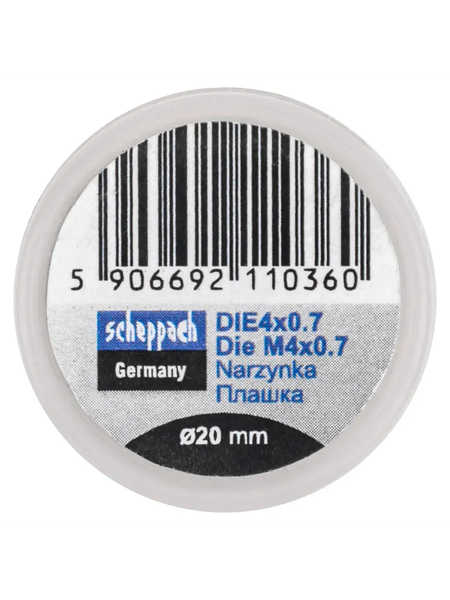 5 906692 110360
scheppach
Germany
DIE4x0.7
Die M4x0.7
Narzynka
Плашка
ø20 mm